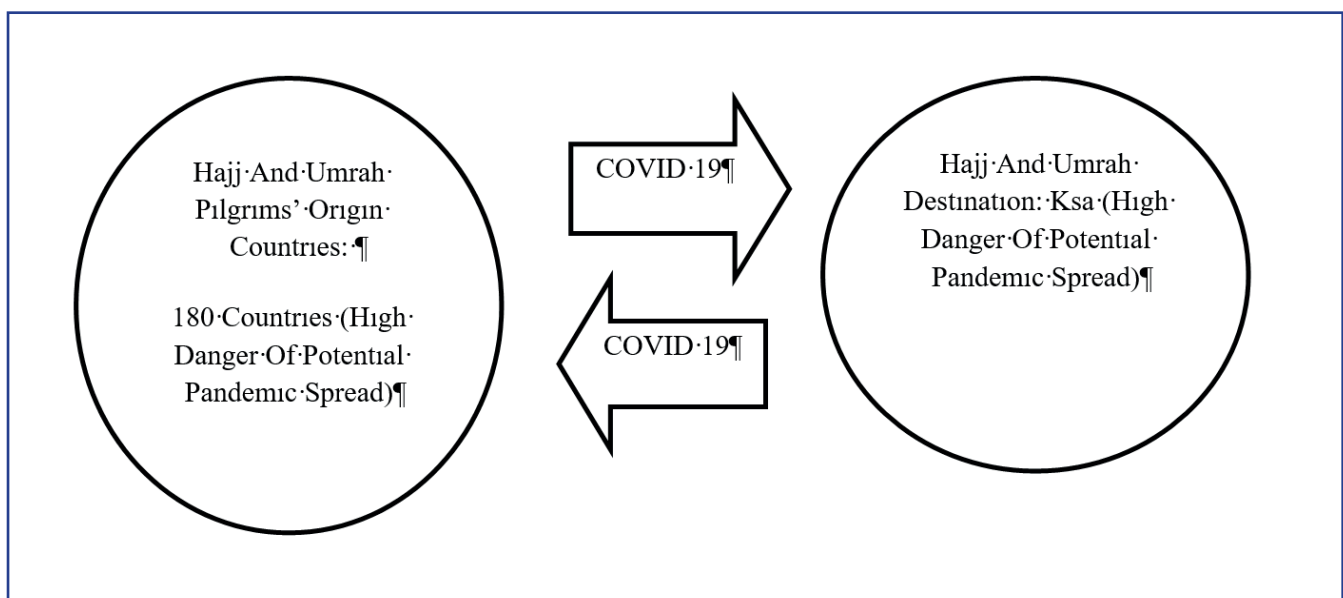 Hajj·And·Umrah·
Pılgrıms’·Orıgın·
Countries:·¶
180·Countrıes·(Hıgh·
Danger·Of·Potentıal·
Pandemıc·Spread)¶
COVID·19¶
COVID·19¶
Hajj·And·Umrah·
Destınatıon:·Ksa·(Hıgh·
Danger·Of·Potentıal·
Pandemıc·Spread)¶